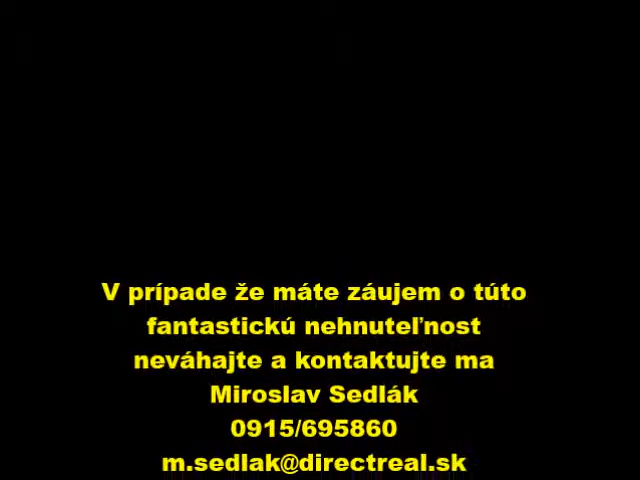 V prípade že máte záujem o túto
fantastickú nehnuteľnost
neváhajte a kontaktujte ma
Miroslav Sedlák
0915/695860
m.sedlak@directreal.sk